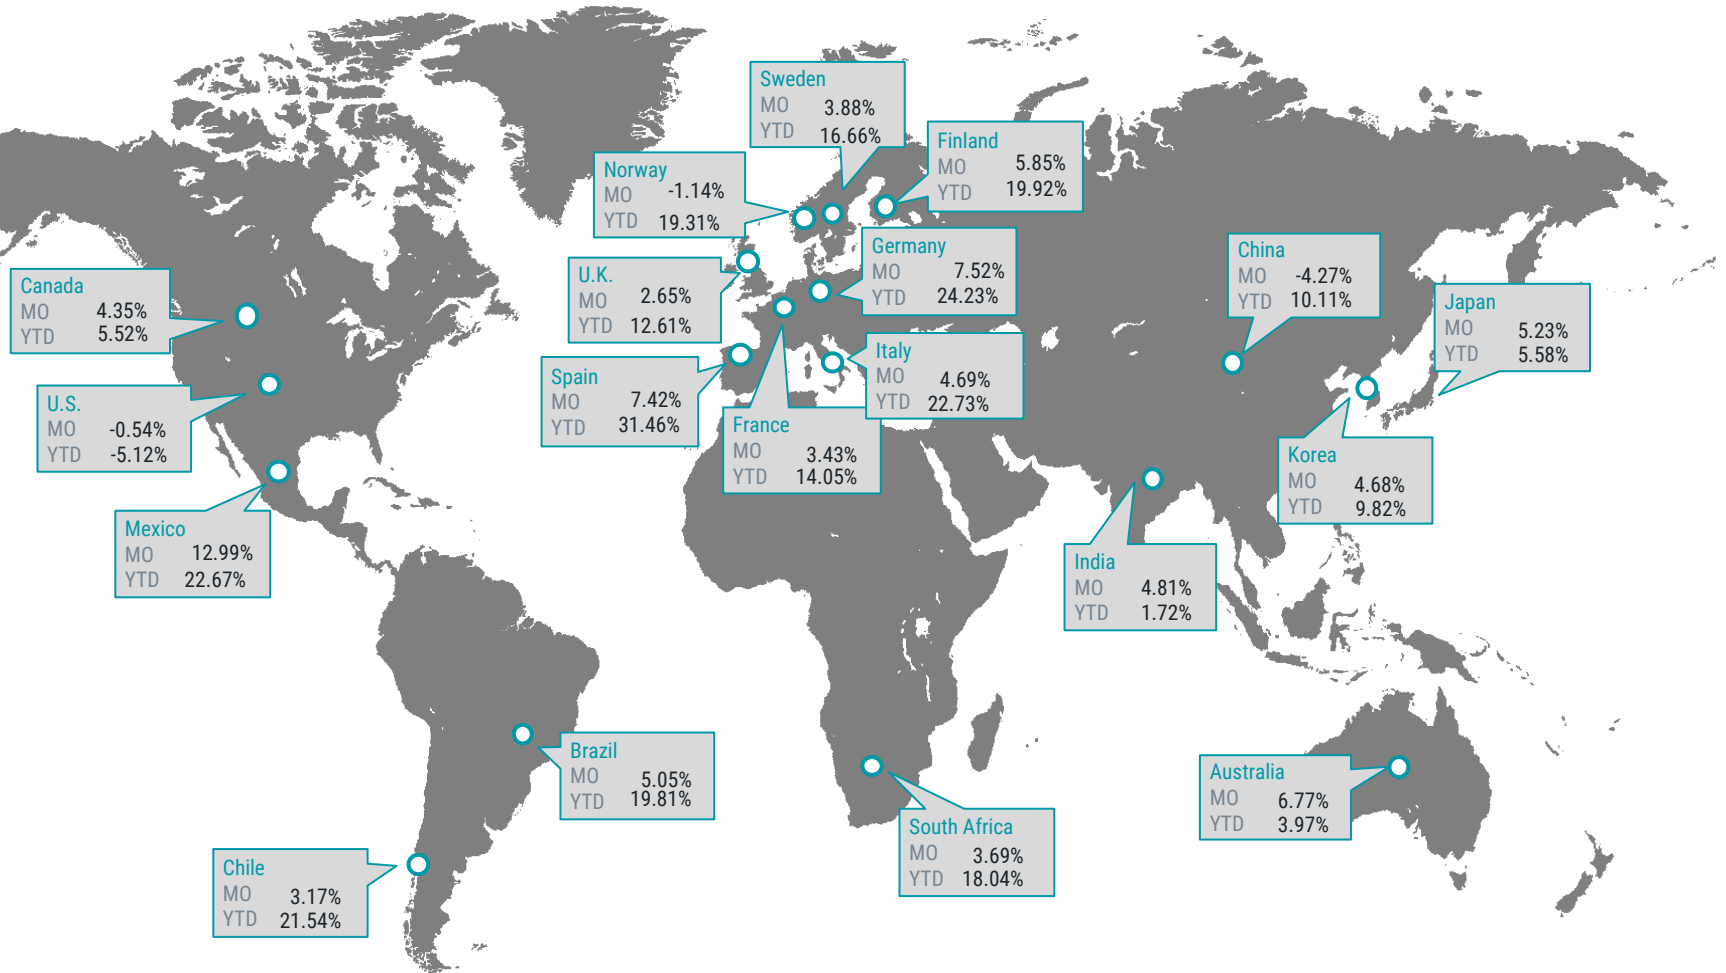 Sweden
MO 3.88%
YTD 16.66%
Finland
MO 5.85%
YTD 19.92%
Norway
MO -1.14%
YTD 19.31%
Germany
MO 7.52%
YTD 24.23%
U.K.
MO 2.65%
YTD 12.61%
China
MO -4.27%
YTD 10.11%
Canada
MO 4.35%
YTD 5.52%
Japan
MO 5.23%
YTD 5.58%
Italy
MO 4.69%
YTD 22.73%
Spain
MO 7.42%
YTD 31.46%
U.S.
MO -0.54%
YTD -5.12%
France
MO 3.43%
YTD 14.05%
Korea
MO 4.68%
YTD 9.82%
Mexico
MO 12.99%
YTD 22.67%
India
MO 4.81%
YTD 1.72%
Brazil
MO 5.05%
YTD 19.81%
Australia
MO 6.77%
YTD 3.97%
South Africa
MO 3.69%
YTD 18.04%
Chile
MO 3.17%
YTD 21.54%